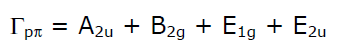 Γpπ = A2u + B2g + E1g + E2u